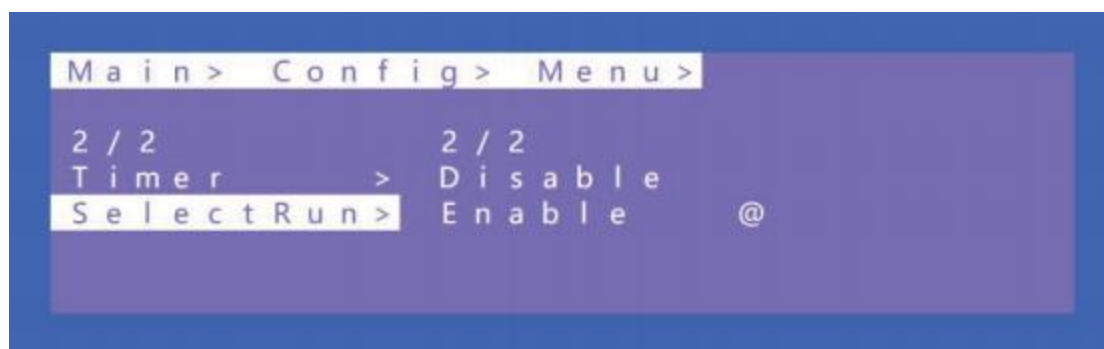 Main> Config> Menu>
2/2 2/2
Timer > Disable
SelectRun> Enable @